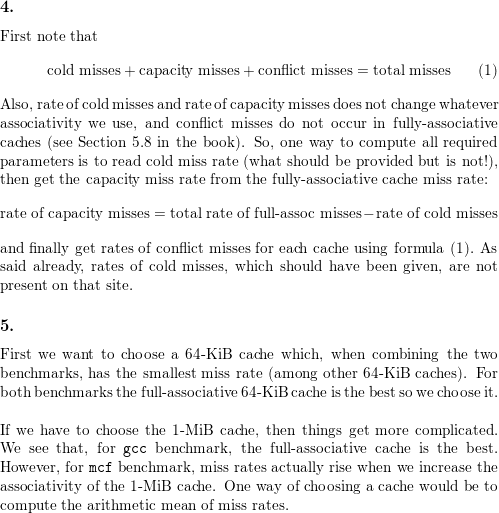 4.
First note that
cold misses + capacity misses + conflict misses = total misses (1)
Also, rate of cold misses and rate of capacity misses does not change whatever
associativity we use, and conflict misses do not occur in fully-associative
caches (see Section 5.8 in the book). So, one way to compute all required
parameters is to read cold miss rate (what should be provided but is not!),
then get the capacity miss rate from the fully-associative cache miss rate:
rate of capacity misses = total rate of full-assoc misses−rate of cold misses
and finally get rates of conflict misses for each cache using formula (1). As
said already, rates of cold misses, which should have been given, are not
present on that site.
5.
First we want to choose a 64-KiB cache which, when combining the two
benchmarks, has the smallest miss rate (among other 64-KiB caches). For
both benchmarks the full-associative 64-KiB cache is the best so we choose it.
If we have to choose the 1-MiB cache, then things get more complicated.
We see that, for gcc benchmark, the full-associative cache is the best.
However, for mcf benchmark, miss rates actually rise when we increase the
associativity of the 1-MiB cache. One way of choosing a cache would be to
compute the arithmetic mean of miss rates.